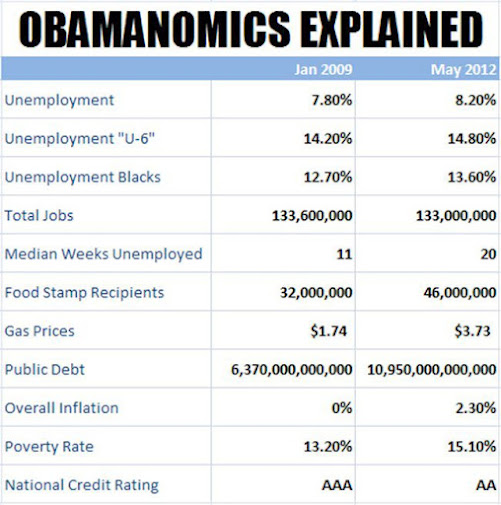 OBAMANOMICS EXPLAINED
Jan 2009 May 2012
Unemployment 7.80% 8.20%
Unemployment "U-6" 14.20% 14.80%
Unemployment Blacks 12.70% 13.60%
Total Jobs 133,600,000 133,000,000
Median Weeks Unemployed 11 20
Food Stamp Recipients 32,000,000 46,000,000
Gas Prices $1.74 $3.73
Public Debt 6,370,000,000,000 10,950,000,000,000
Overall Inflation 0% 2.30%
Poverty Rate 13.20% 15.10%
National Credit Rating AAA AA